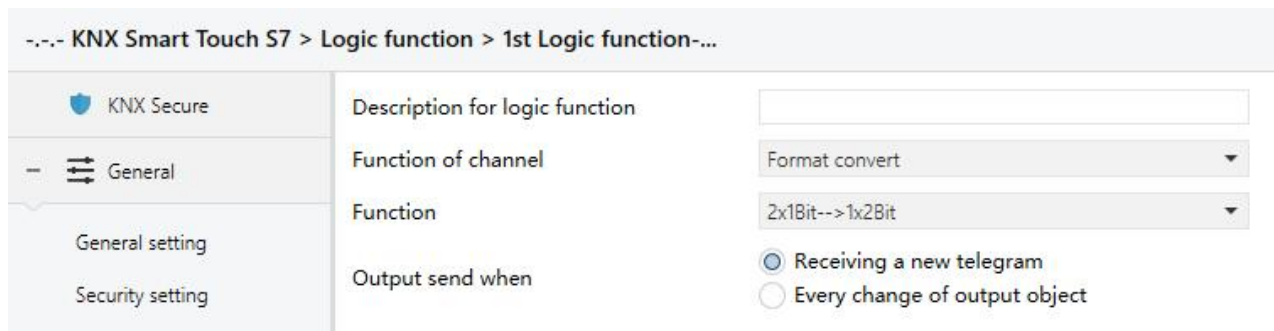 -.-.- KNX Smart Touch S7 > Logic function > 1st Logic function-...
KNX Secure
General
General setting
Security setting
Description for logic function
Function of channel
Format convert
Function
2x1Bit-->1x2Bit
Output send when
Receiving a new telegram
Every change of output object